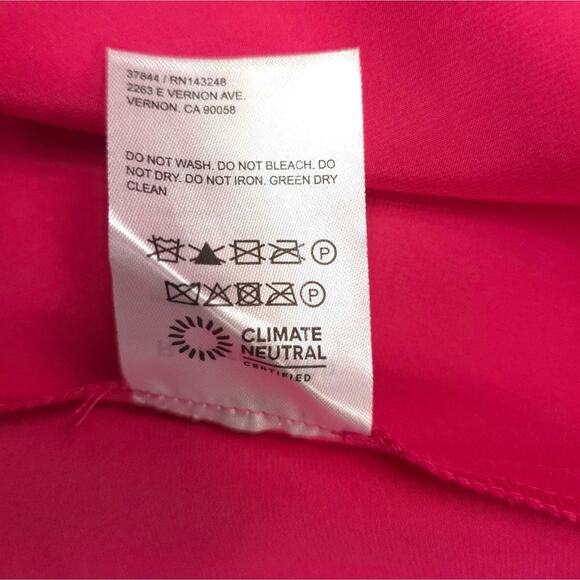 37844 / RN143248
2263 E VERNON AVE.
VERNON, CA 90058
DO NOT WASH. DO NOT BLEACH. DO
NOT DRY. DO NOT IRON. GREEN DRY
CLEAN
P
P
CLIMATE
NEUTRAL
CERTIFIED